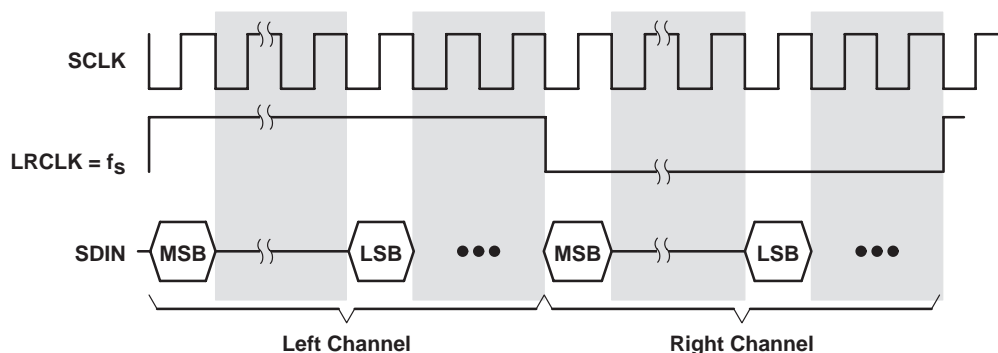 SCLK
LRCLK = fs
SDIN
MSB
LSB
•••
MSB
LSB
•••
Left Channel
Right Channel